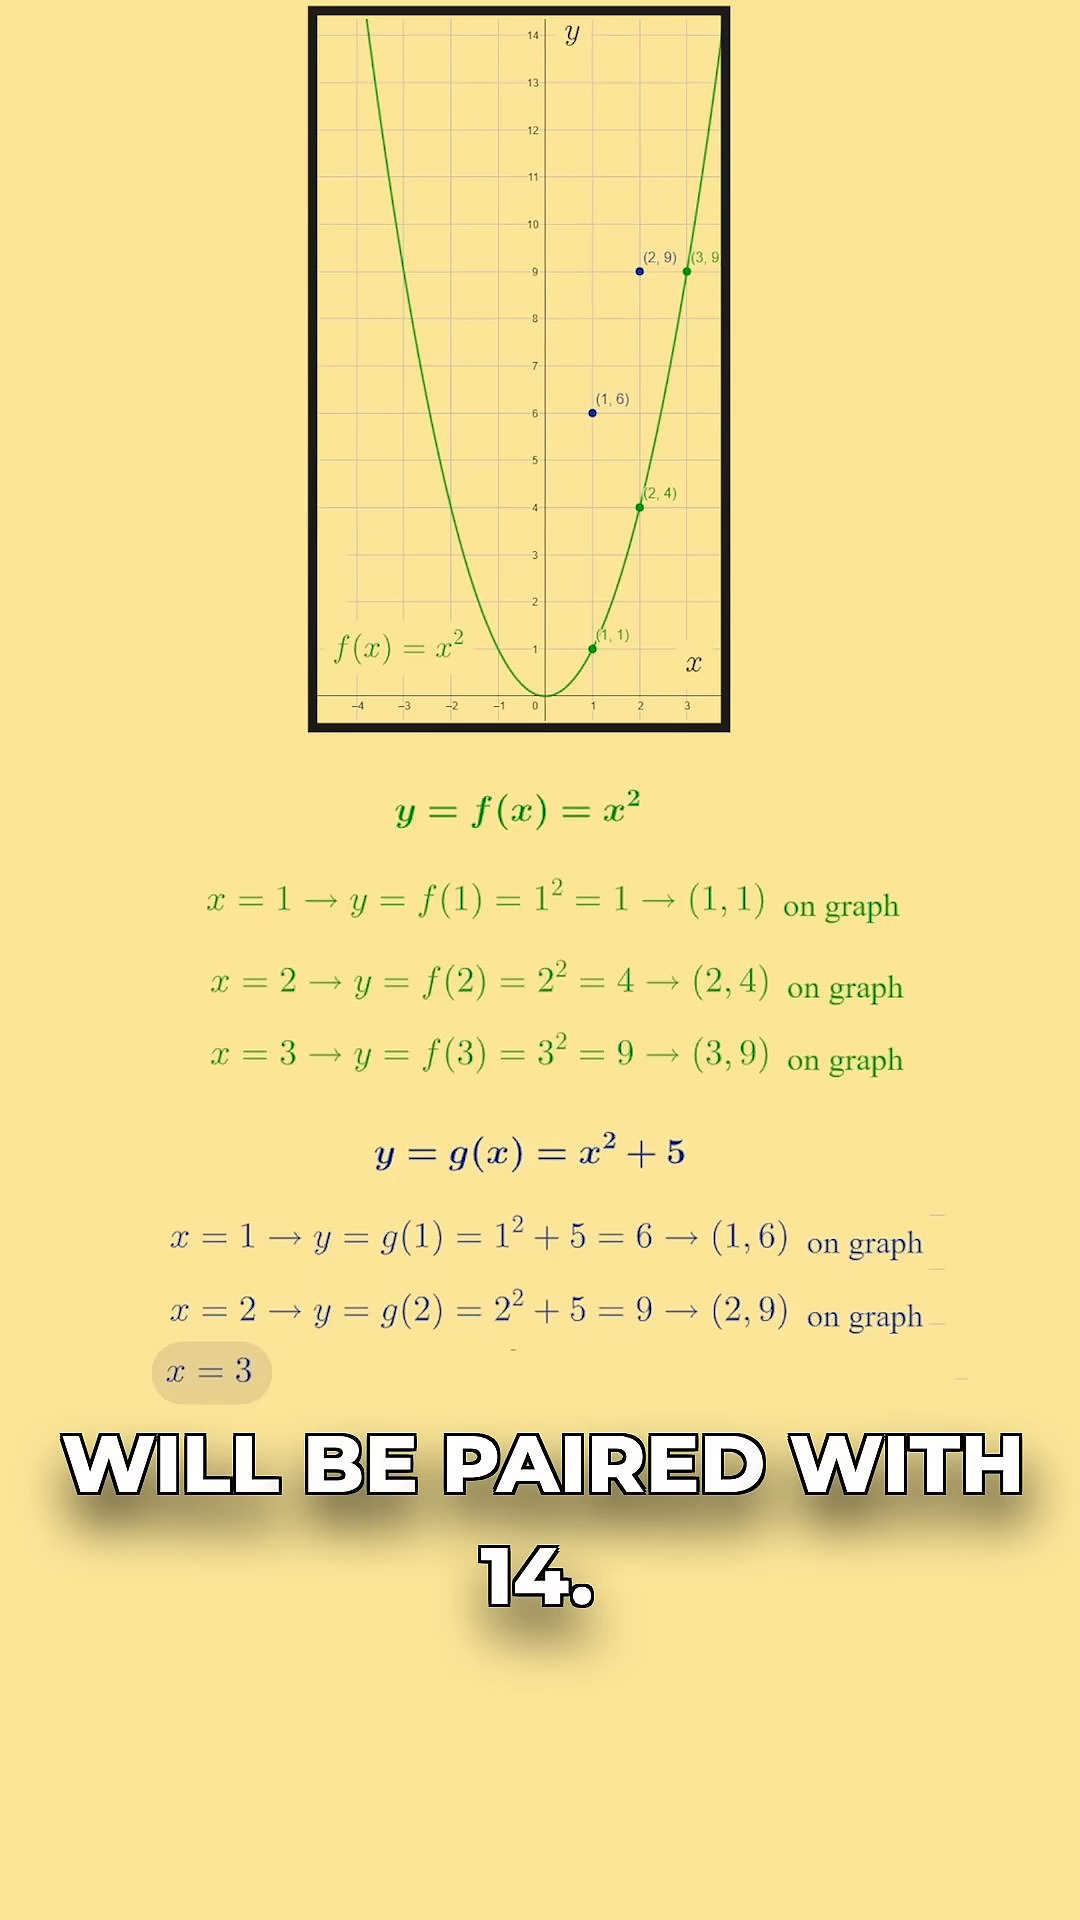 14
y
13
12
11
10
(2, 9) (3, 9
9
8
7
(1, 6)
6
5
(2, 4)
4
3
2
(1, 1)
f(x) = x²
1
x
−4 −3 −2 −1 0 1 2 3
y = f(x) = x²
x = 1 → y = f(1) = 1² = 1 → (1, 1) on graph
x = 2 → y = f(2) = 2² = 4 → (2, 4) on graph
x = 3 → y = f(3) = 3² = 9 → (3, 9) on graph
y = g(x) = x² + 5
x = 1 → y = g(1) = 1² + 5 = 6 → (1, 6) on graph
x = 2 → y = g(2) = 2² + 5 = 9 → (2, 9) on graph
x = 3
WILL BE PAIRED WITH
14.